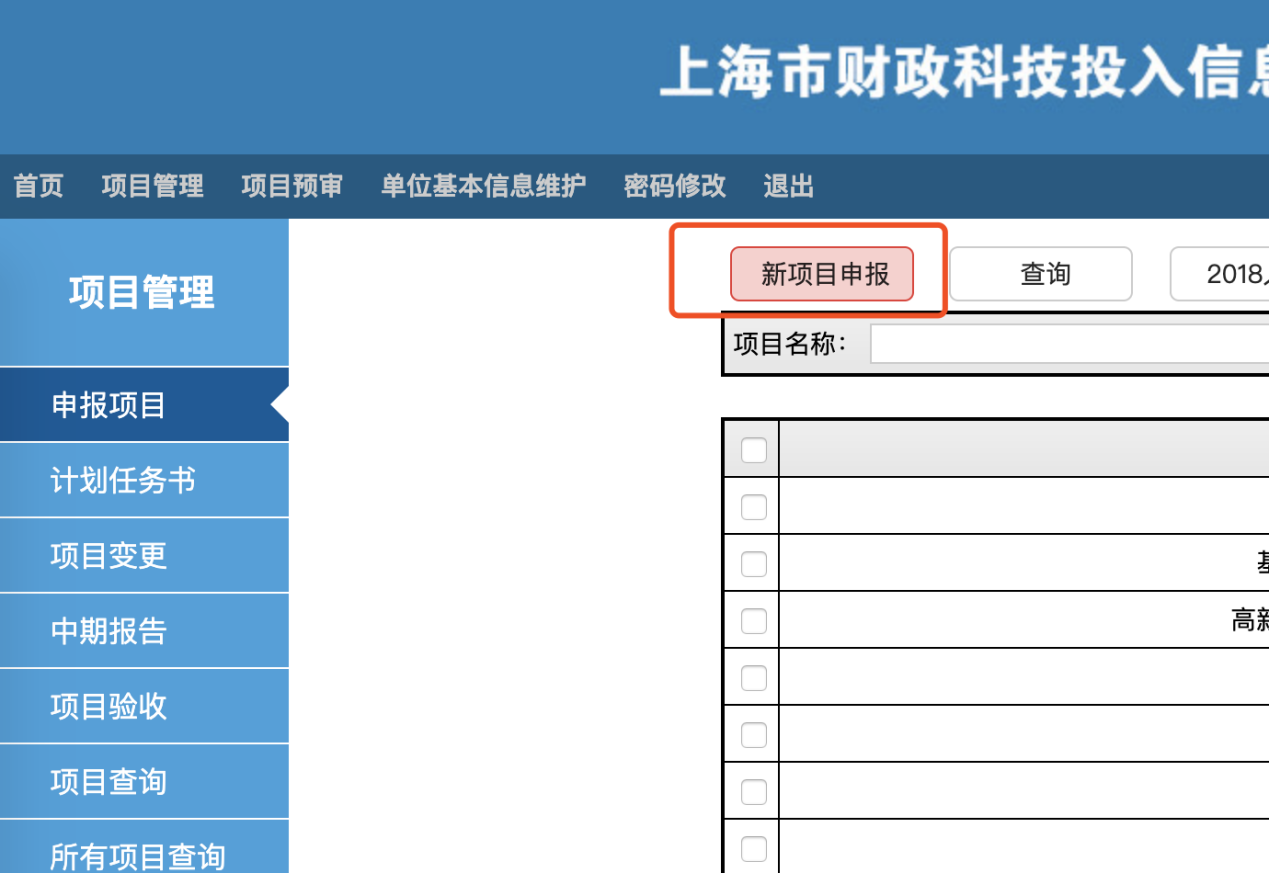 上海市财政科技投入信息
首页 项目管理 项目预审 单位基本信息维护 密码修改 退出
项目管理
申报项目
计划任务书
项目变更
中期报告
项目验收
项目查询
所有项目查询
新项目申报 查询 2018
项目名称：
高新